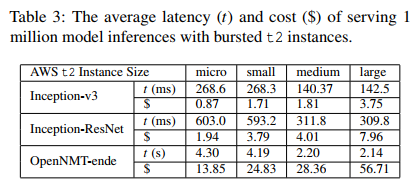 Table 3: The average latency (t) and cost ($) of serving 1
million model inferences with bursted t2 instances.
AWS t2 Instance Size micro small medium large
Inception-v3 t (ms) 268.6 268.3 140.37 142.5
$ 0.87 1.71 1.81 3.75
Inception-ResNet t (ms) 603.0 593.2 311.8 309.8
$ 1.94 3.79 4.01 7.96
OpenNMT-ende t (s) 4.30 4.19 2.20 2.14
$ 13.85 24.83 28.36 56.71